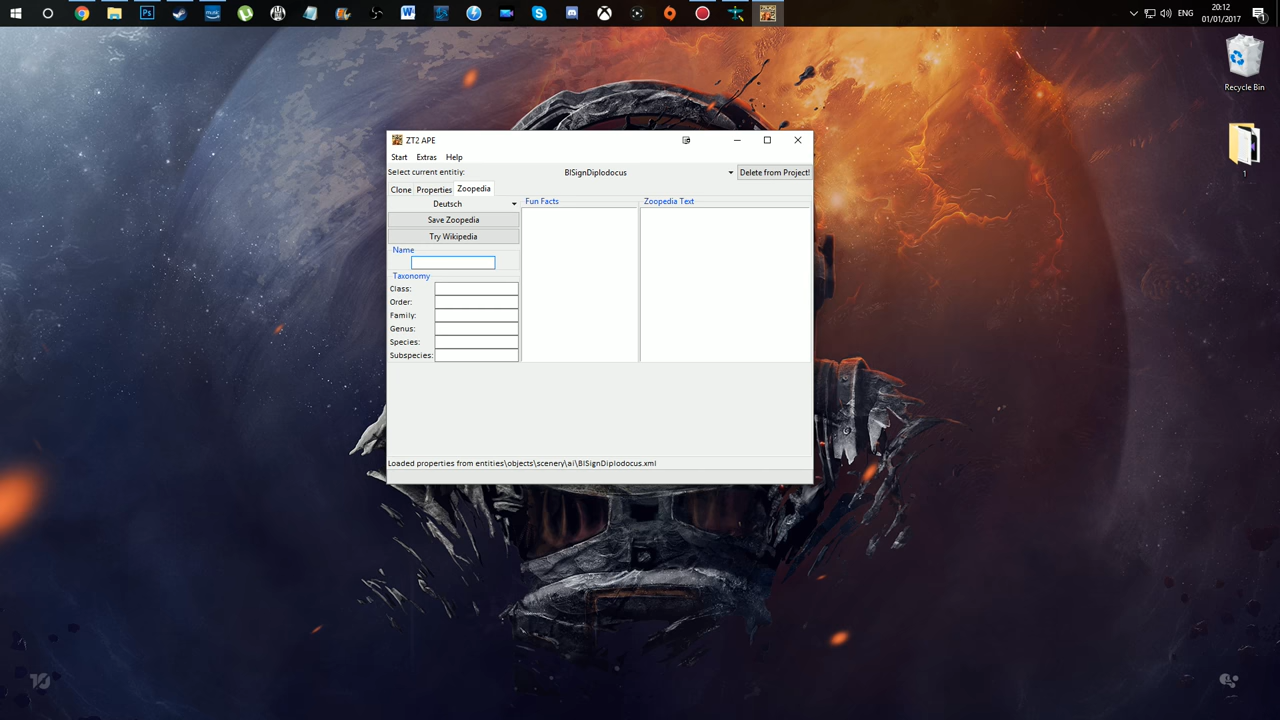 20:12
ENG
01/01/2017
1
Recycle Bin
1
ZT2 APE
Start Extras Help
Select current entitiy: BlSignDiplodocus Delete from Project!
Clone Properties Zoopedia
Deutsch Fun Facts Zoopedia Text
Save Zoopedia
Try Wikipedia
Name
Taxonomy
Class:
Order:
Family:
Genus:
Species:
Subspecies:
Loaded properties from entities\objects\scenery\ai\BlSignDiplodocus.xml